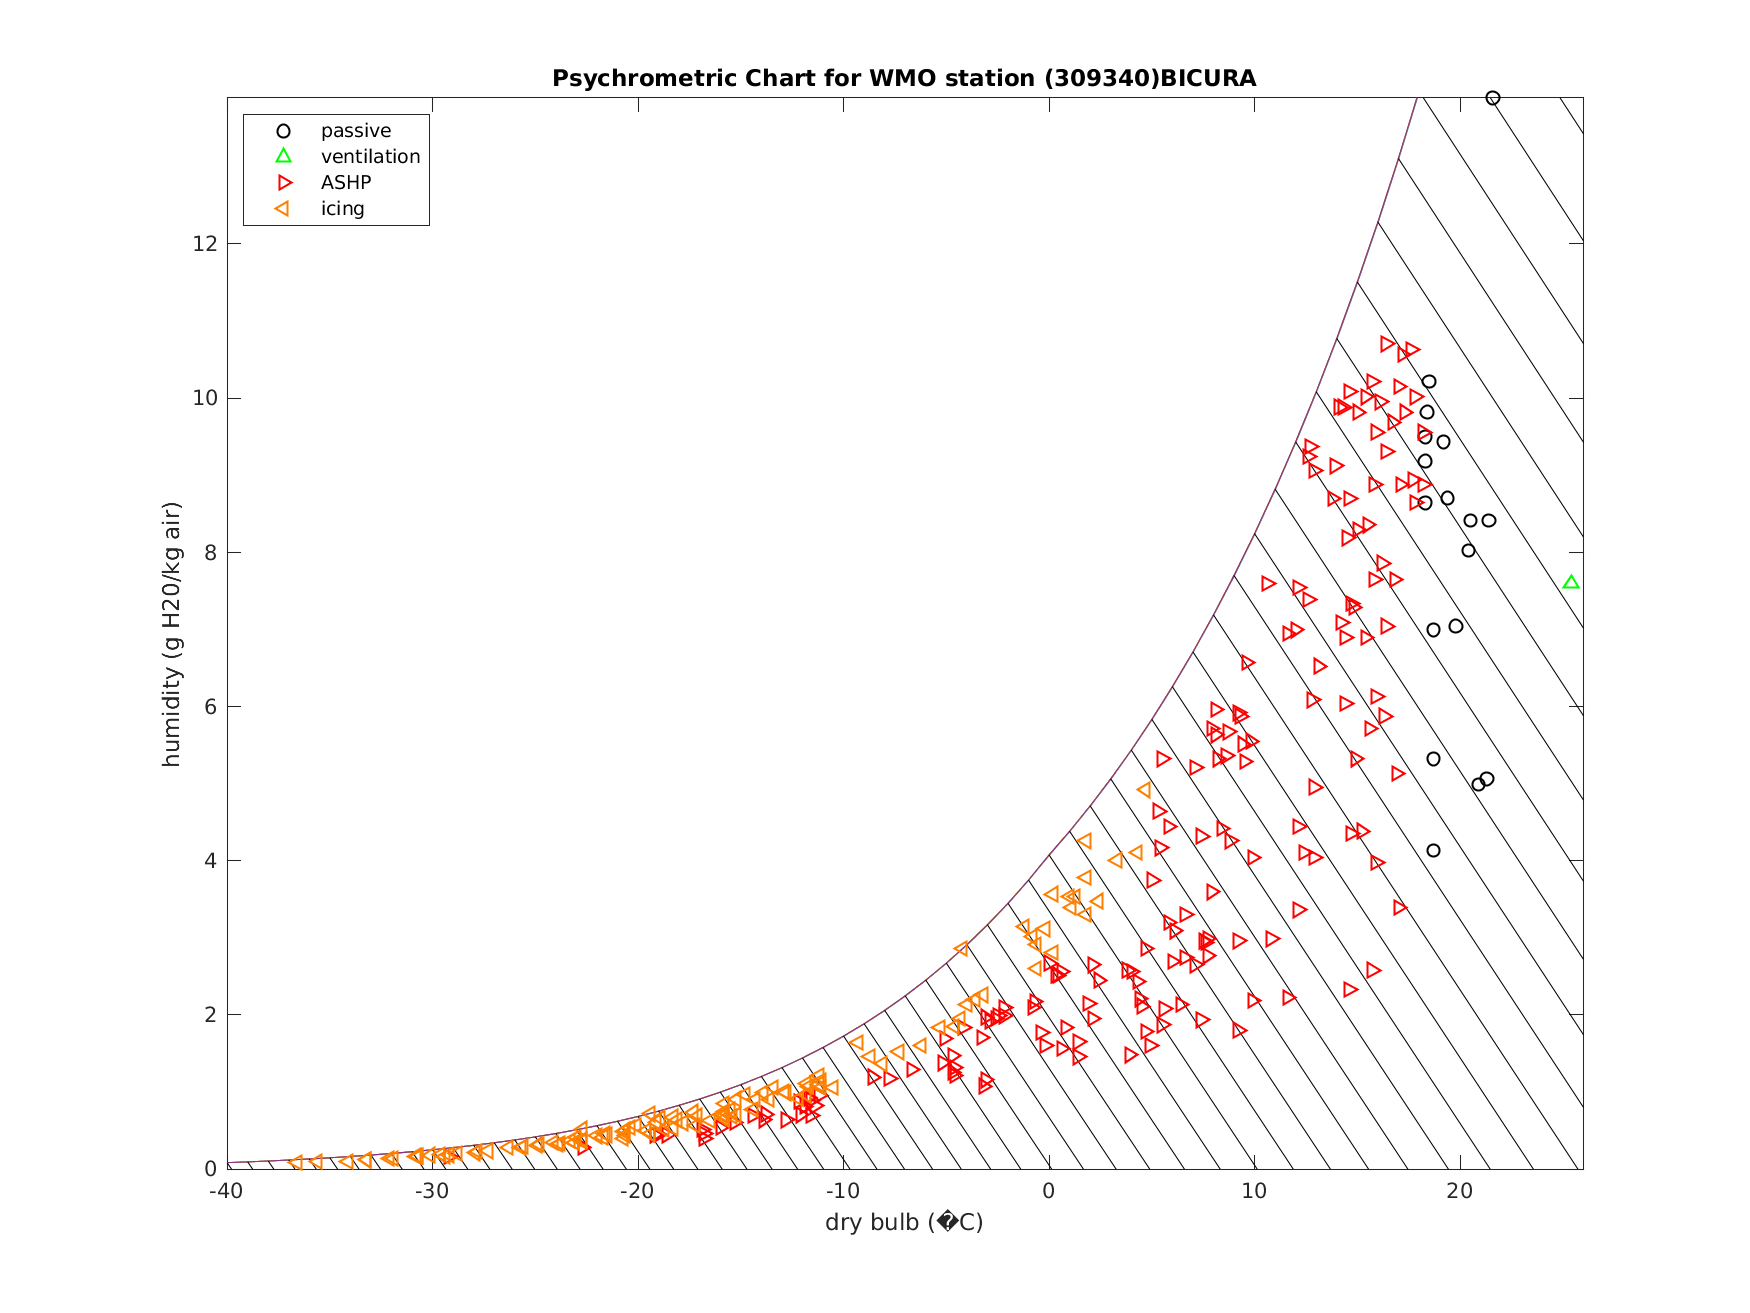 Psychrometric Chart for WMO station (309340)BICURA
passive
ventilation
ASHP
icing
12
10
8
6
4
2
0
humidity (g H20/kg air)
-40 -30 -20 -10 0 10 20
dry bulb (�C)